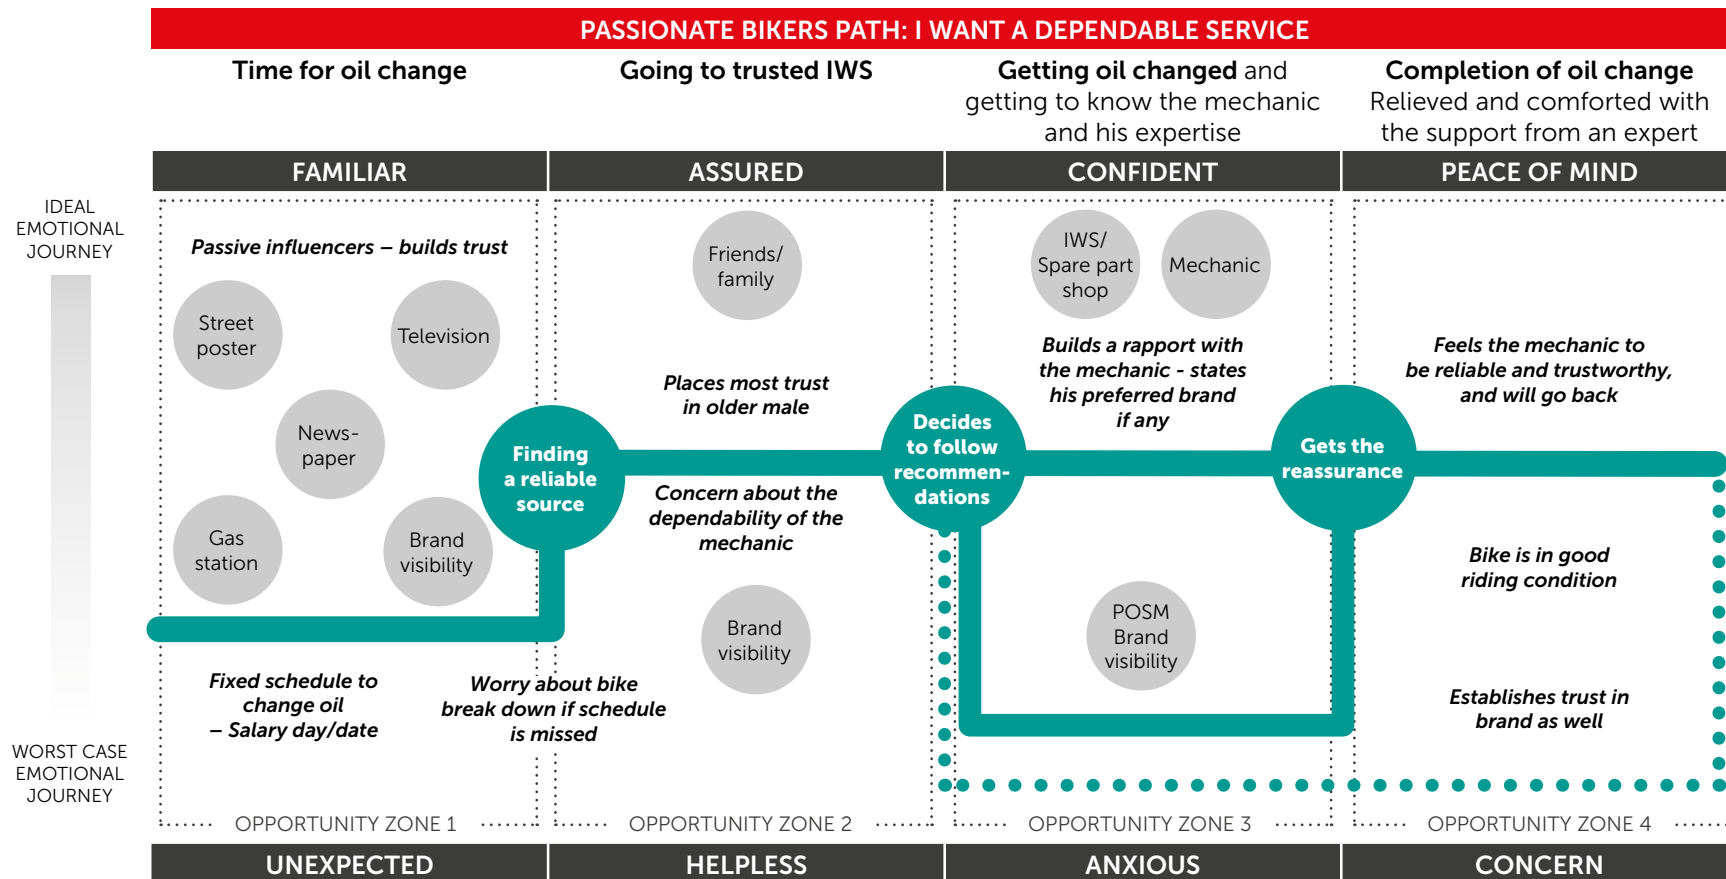 PASSIONATE BIKERS PATH: I WANT A DEPENDABLE SERVICE
Time for oil change
Going to trusted IWS
Getting oil changed and
getting to know the mechanic
and his expertise
Completion of oil change
Relieved and comforted with
the support from an expert
FAMILIAR
ASSURED
CONFIDENT
PEACE OF MIND
IDEAL
EMOTIONAL
JOURNEY
WORST CASE
EMOTIONAL
JOURNEY
Passive influencers – builds trust
Street
poster
Television
News-
paper
Gas
station
Brand
visibility
Finding
a reliable
source
Fixed schedule to
change oil
– Salary day/date
Worry about bike
break down if schedule
is missed
Friends/
family
Places most trust
in older male
Concern about the
dependability of the
mechanic
Brand
visibility
Decides
to follow
recommen-
dations
IWS/
Spare part
shop
Mechanic
Builds a rapport with
the mechanic - states
his preferred brand
if any
POSM
Brand
visibility
Gets the
reassurance
Feels the mechanic to
be reliable and trustworthy,
and will go back
Bike is in good
riding condition
Establishes trust in
brand as well
OPPORTUNITY ZONE 1
OPPORTUNITY ZONE 2
OPPORTUNITY ZONE 3
OPPORTUNITY ZONE 4
UNEXPECTED
HELPLESS
ANXIOUS
CONCERN